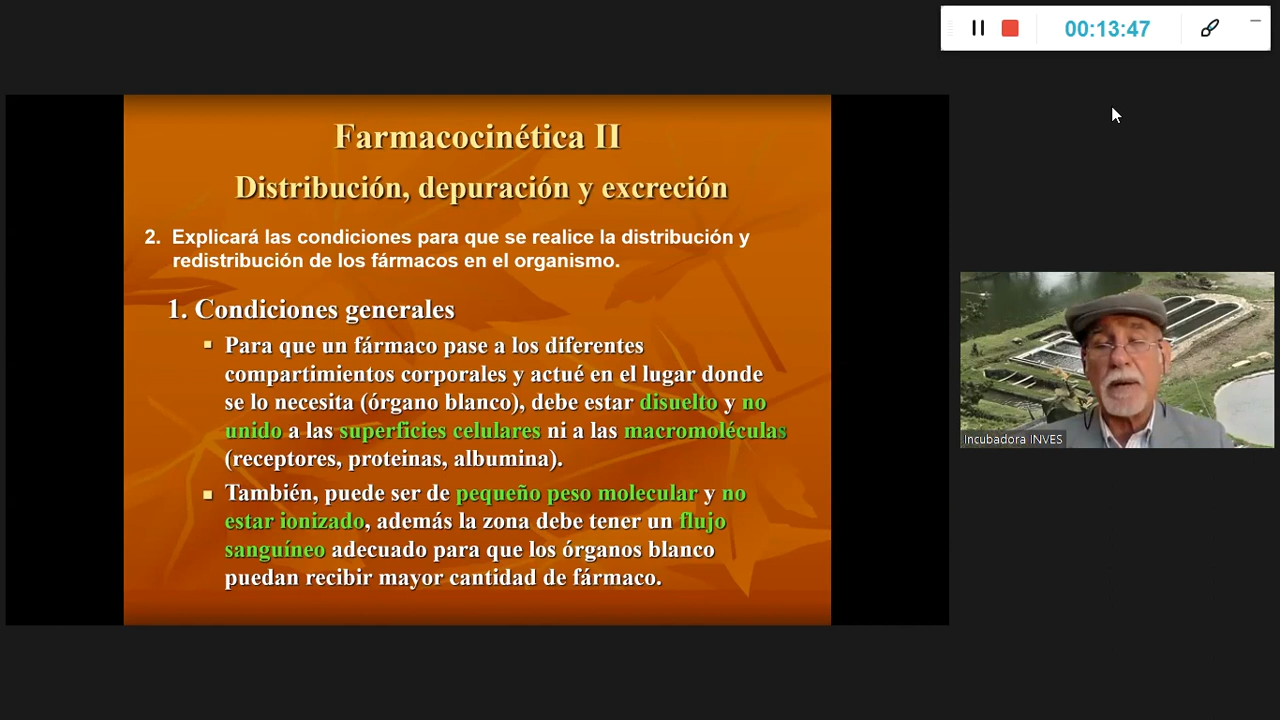 00:13:47
Farmacocinética II
Distribución, depuración y excreción
2. Explicará las condiciones para que se realice la distribución y
redistribución de los fármacos en el organismo.
1. Condiciones generales
Para que un fármaco pase a los diferentes
compartimientos corporales y actué en el lugar donde
se lo necesita (órgano blanco), debe estar disuelto y no
unido a las superficies celulares ni a las macromoléculas
(receptores, proteinas, albumina).
También, puede ser de pequeño peso molecular y no
estar ionizado, además la zona debe tener un flujo
sanguíneo adecuado para que los órganos blanco
puedan recibir mayor cantidad de fármaco.
Incubadora INVES